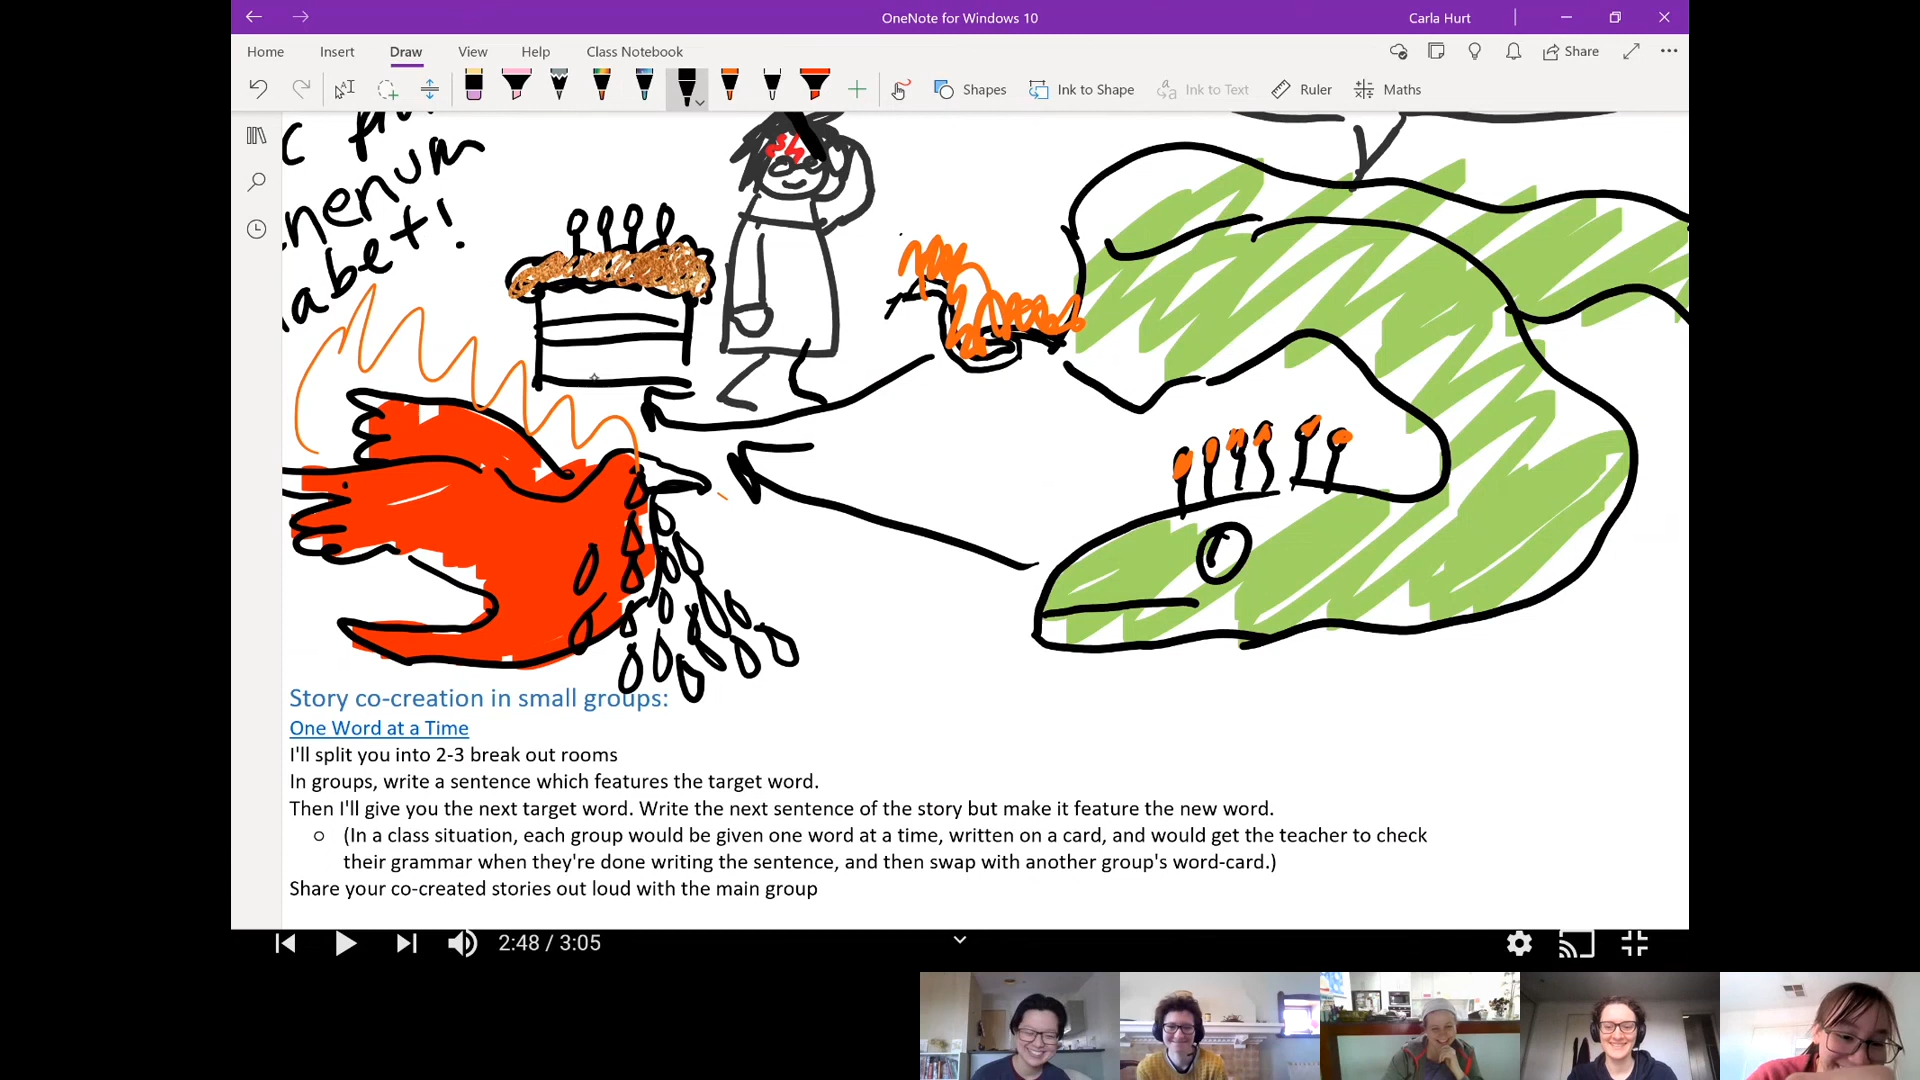 OneNote for Windows 10
Carla Hurt
Home Insert Draw View Help Class Notebook
Share
Shapes Ink to Shape Ink to Text Ruler Maths
Story co-creation in small groups:
One Word at a Time
I'll split you into 2-3 break out rooms
In groups, write a sentence which features the target word.
Then I'll give you the next target word. Write the next sentence of the story but make it feature the new word.
(In a class situation, each group would be given one word at a time, written on a card, and would get the teacher to check
their grammar when they're done writing the sentence, and then swap with another group's word-card.)
Share your co-created stories out loud with the main group
2:48 / 3:05